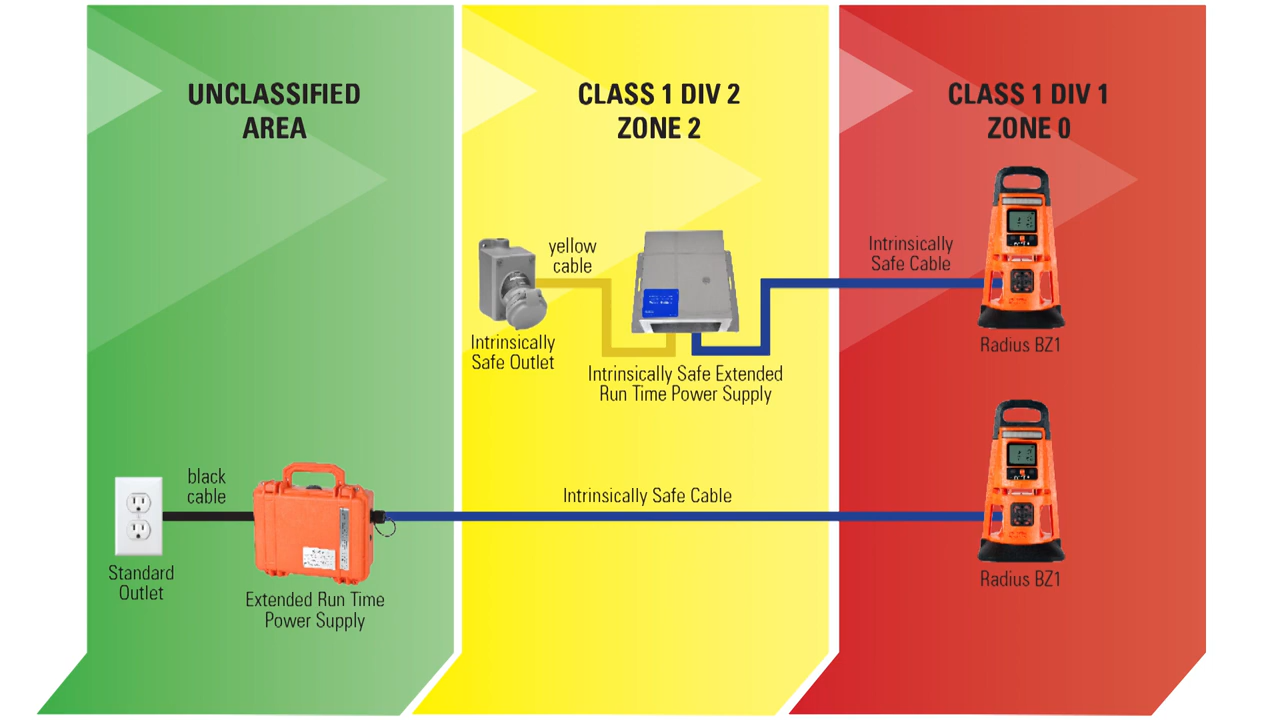 UNCLASSIFIED
AREA
CLASS 1 DIV 2
ZONE 2
CLASS 1 DIV 1
ZONE 0
yellow
cable
Intrinsically
Safe Cable
Intrinsically
Safe Outlet
Radius BZ1
Intrinsically Safe Extended
Run Time Power Supply
black
cable
Intrinsically Safe Cable
Standard
Outlet
Extended Run Time
Power Supply
Radius BZ1